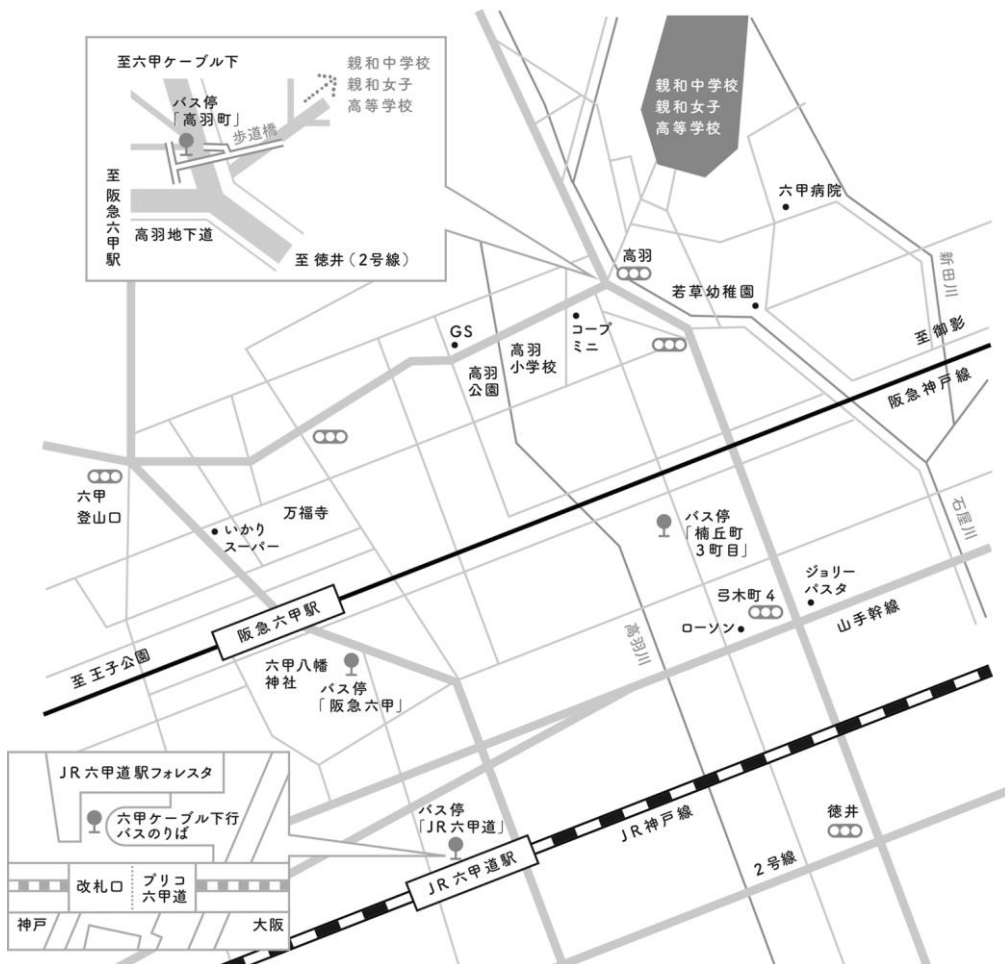 至六甲ケーブル下
バス停
「高羽町」
歩道橋
親和中学校
親和女子
高等学校
至阪急六甲駅
高羽地下道
至徳井（2号線）
親和中学校
親和女子
高等学校
六甲病院
高羽
若草幼稚園
新田川
至御影
阪急神戸線
GS
コープ
ミニ
高羽
小学校
高羽
公園
六甲
登山口
いかり
スーパー
万福寺
バス停
「楠丘町
3町目」
石屋川
ジョリー
パスタ
弓木町4
ローソン
山手幹線
高羽川
阪急六甲駅
至王子公園
六甲八幡
神社
バス停
「阪急六甲」
JR六甲道駅フォレスタ
六甲ケーブル下行
バスのりば
改札口
プリコ
六甲道
神戸
大阪
バス停
「JR六甲道」
JR六甲道駅
JR神戸線
徳井
2号線